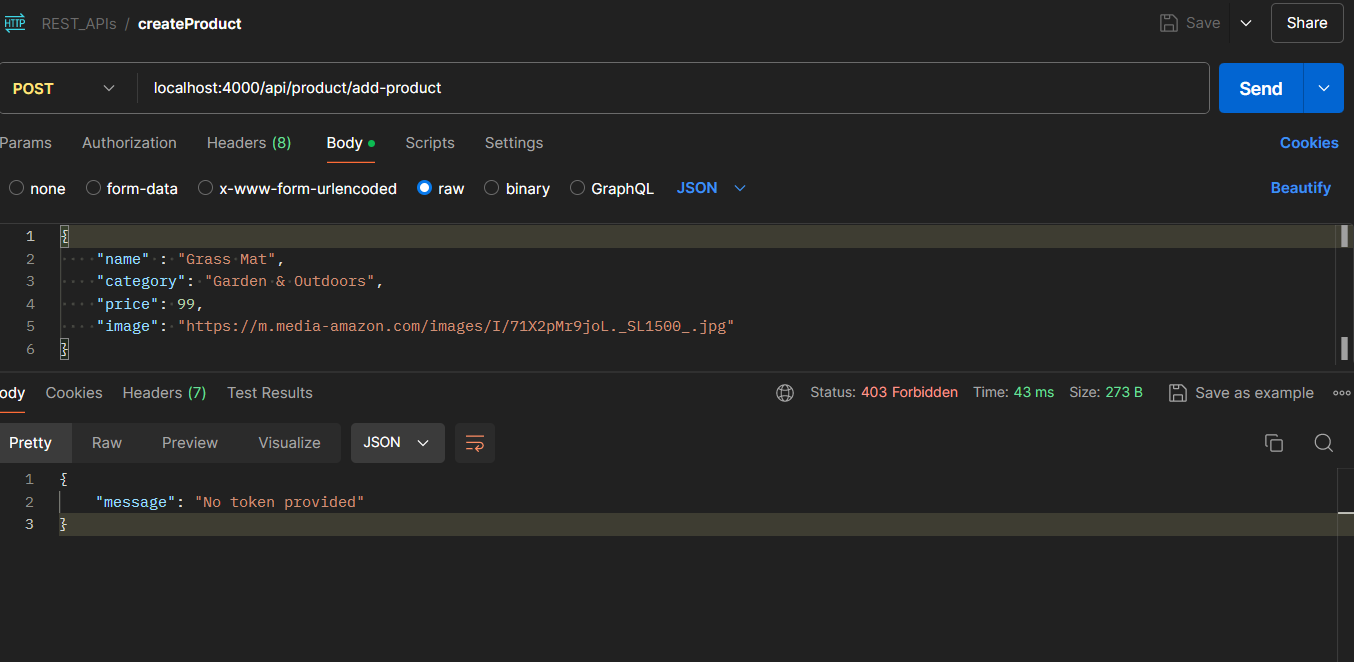 HTTP REST_APIs / createProduct Save Share
POST localhost:4000/api/product/add-product Send
Params Authorization Headers (8) Body Scripts Settings Cookies
none form-data x-www-form-urlencoded raw binary GraphQL JSON Beautify
1 {
2 "name" : "Grass Mat",
3 "category": "Garden & Outdoors",
4 "price": 99,
5 "image": "https://m.media-amazon.com/images/I/71X2pMr9joL._SL1500_.jpg"
6 }
ody Cookies Headers (7) Test Results Status: 403 Forbidden Time: 43 ms Size: 273 B Save as example
Pretty Raw Preview Visualize JSON
1 {
2 "message": "No token provided"
3 }